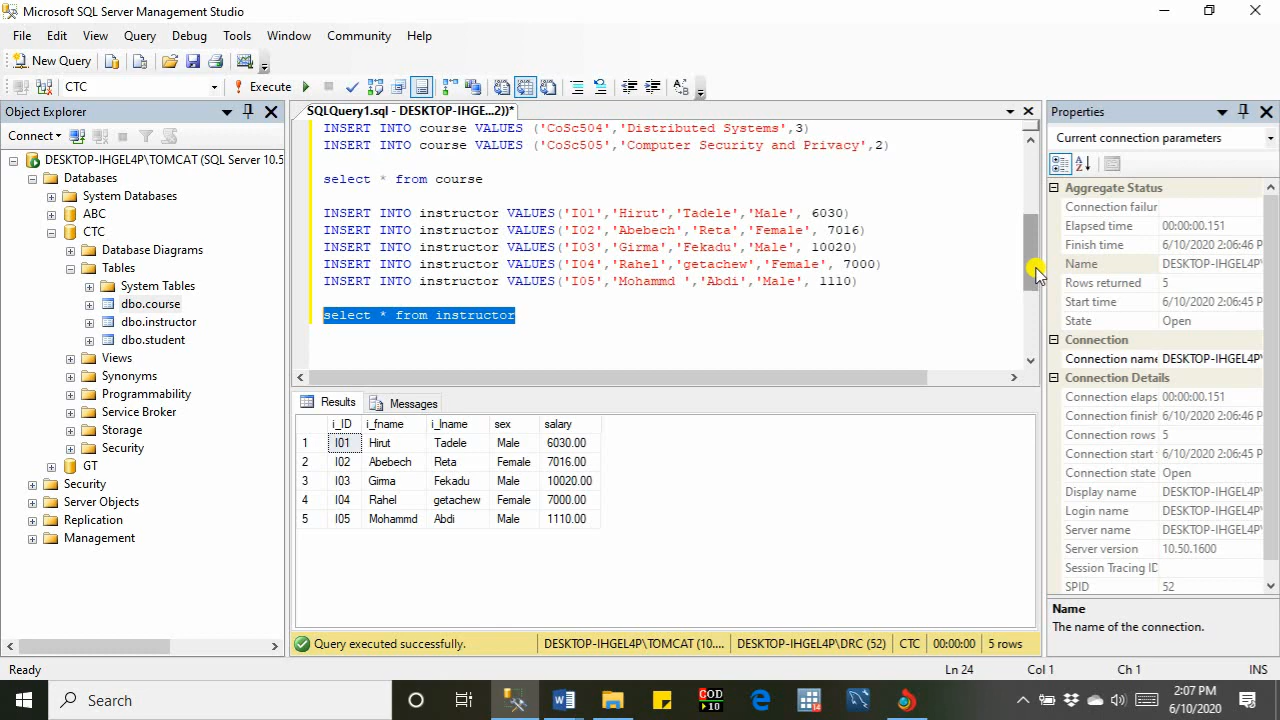 Microsoft SQL Server Management Studio
File Edit View Query Debug Tools Window Community Help
New Query
CTC Execute
Object Explorer
Connect
DESKTOP-IHGEL4P\TOMCAT (SQL Server 10.5
Databases
System Databases
ABC
CTC
Database Diagrams
Tables
System Tables
dbo.course
dbo.instructor
dbo.student
Views
Synonyms
Programmability
Service Broker
Storage
Security
GT
Security
Server Objects
Replication
Management
SQLQuery1.sql - DESKTOP-IHGE...2))*
INSERT INTO course VALUES ('CoSc504','Distributed Systems',3)
INSERT INTO course VALUES ('CoSc505','Computer Security and Privacy',2)
select * from course
INSERT INTO instructor VALUES('I01','Hirut','Tadele','Male', 6030)
INSERT INTO instructor VALUES('I02','Abebech','Reta','Female', 7016)
INSERT INTO instructor VALUES('I03','Girma','Fekadu','Male', 10020)
INSERT INTO instructor VALUES('I04','Rahel','getachew','Female', 7000)
INSERT INTO instructor VALUES('I05','Mohammd ','Abdi','Male', 1110)
select * from instructor
Results Messages
i_ID i_fname i_lname sex salary
1 I01 Hirut Tadele Male 6030.00
2 I02 Abebech Reta Female 7016.00
3 I03 Girma Fekadu Male 10020.00
4 I04 Rahel getachew Female 7000.00
5 I05 Mohammd Abdi Male 1110.00
Query executed successfully. DESKTOP-IHGEL4P\TOMCAT (10.... DESKTOP-IHGEL4P\DRC (52) CTC 00:00:00 5 rows
Properties
Current connection parameters
Aggregate Status
Connection failur
Elapsed time 00:00:00.151
Finish time 6/10/2020 2:06:46 P
Name DESKTOP-IHGEL4P\
Rows returned 5
Start time 6/10/2020 2:06:45 P
State Open
Connection
Connection name DESKTOP-IHGEL4P\
Connection Details
Connection elaps 00:00:00.151
Connection finish 6/10/2020 2:06:46 P
Connection rows 5
Connection start 6/10/2020 2:06:45 P
Connection state Open
Display name DESKTOP-IHGEL4P\
Login name DESKTOP-IHGEL4P\
Server name DESKTOP-IHGEL4P\
Server version 10.50.1600
Session Tracing ID
SPID 52
Name
The name of the connection.
Ready Ln 24 Col 1 Ch 1 INS
Search
COD
10
14
2:07 PM
6/10/2020